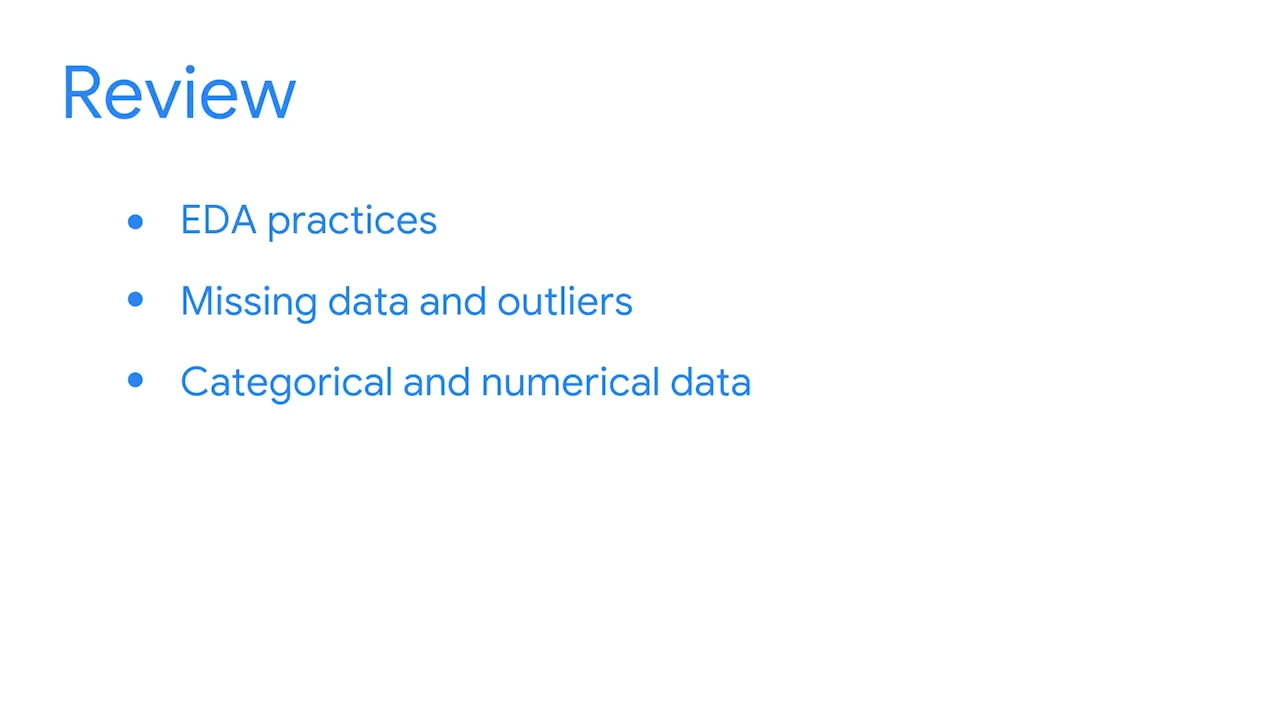 Review
• EDA practices
• Missing data and outliers
• Categorical and numerical data